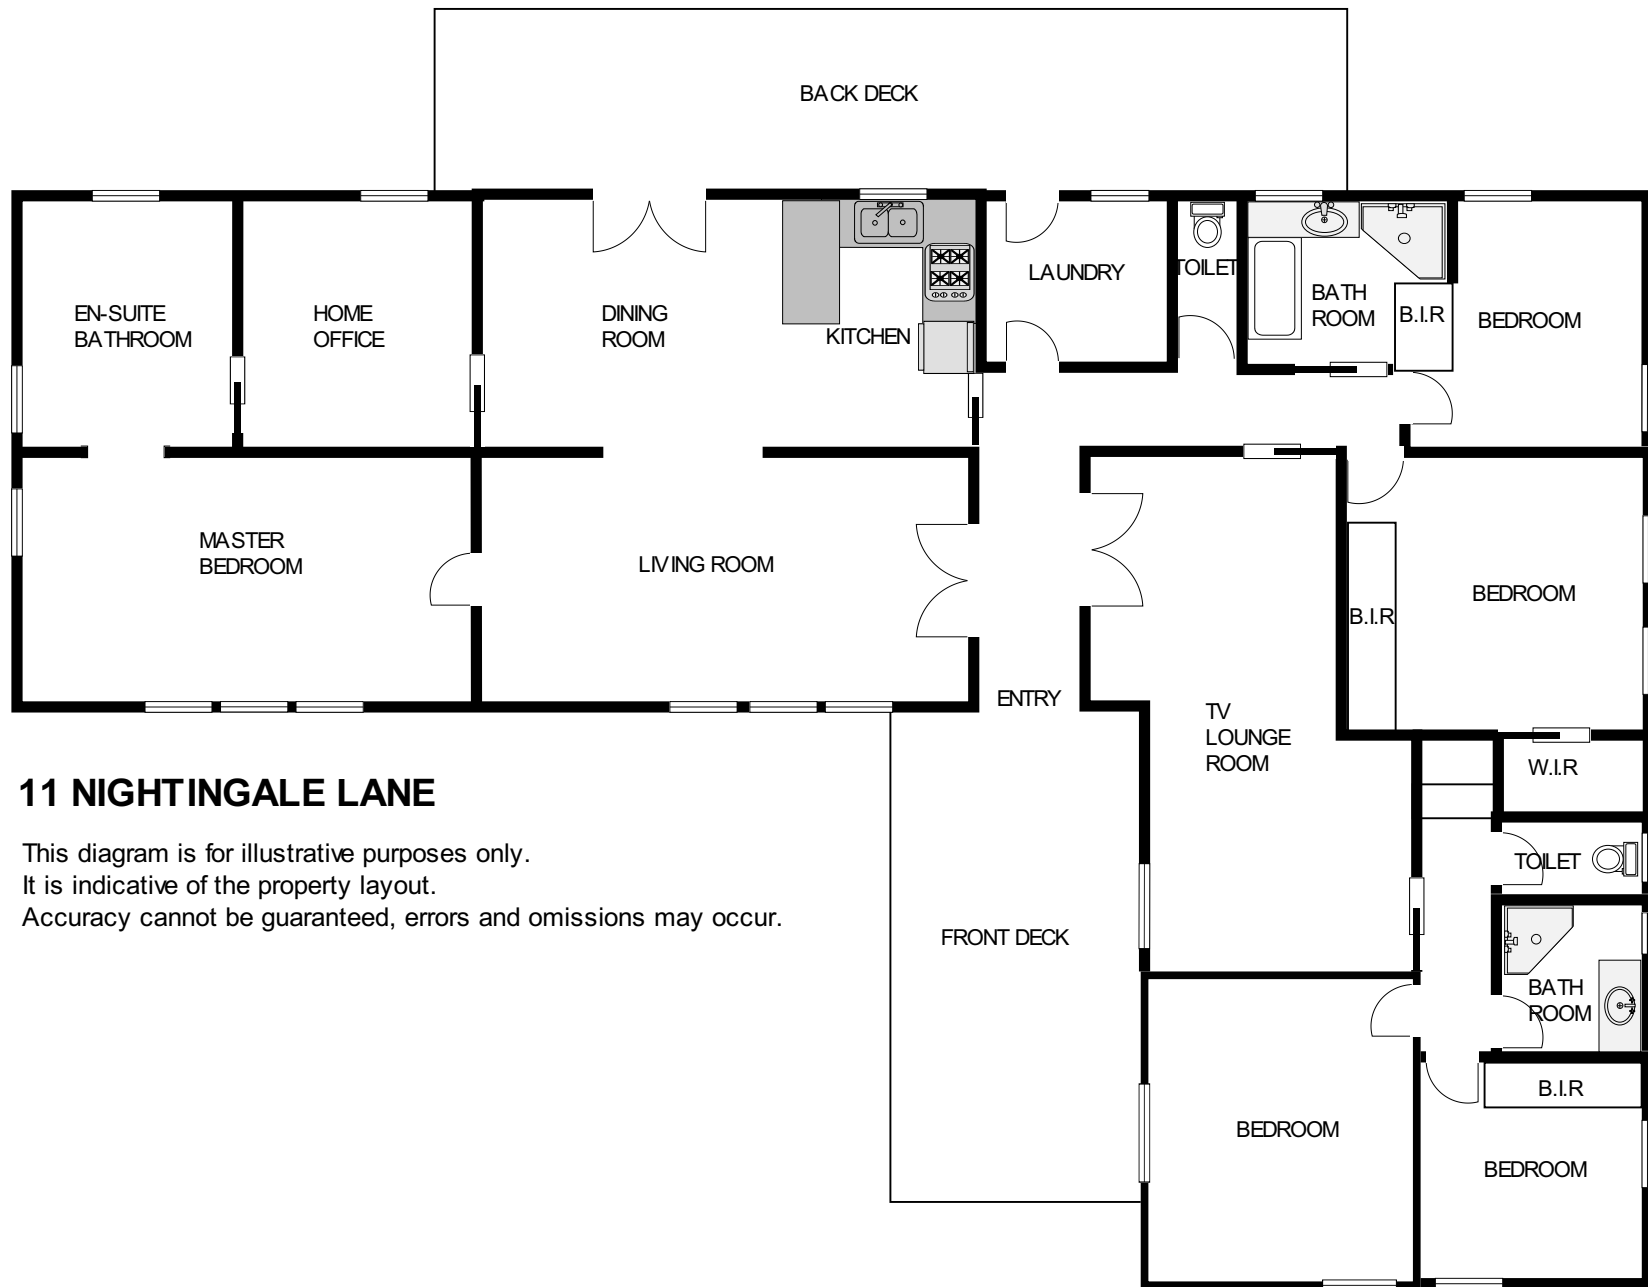 BACK DECK
LAUNDRY
TOILET
EN-SUITE
BATHROOM
HOME
OFFICE
DINING
ROOM
KITCHEN
BATH
ROOM
B.I.R
BEDROOM
MASTER
BEDROOM
LIVING ROOM
BEDROOM
B.I.R
ENTRY
TV
LOUNGE
ROOM
W.I.R
11 NIGHTINGALE LANE
This diagram is for illustrative purposes only.
It is indicative of the property layout.
Accuracy cannot be guaranteed, errors and omissions may occur.
TOILET
FRONT DECK
BATH
ROOM
B.I.R
BEDROOM
BEDROOM